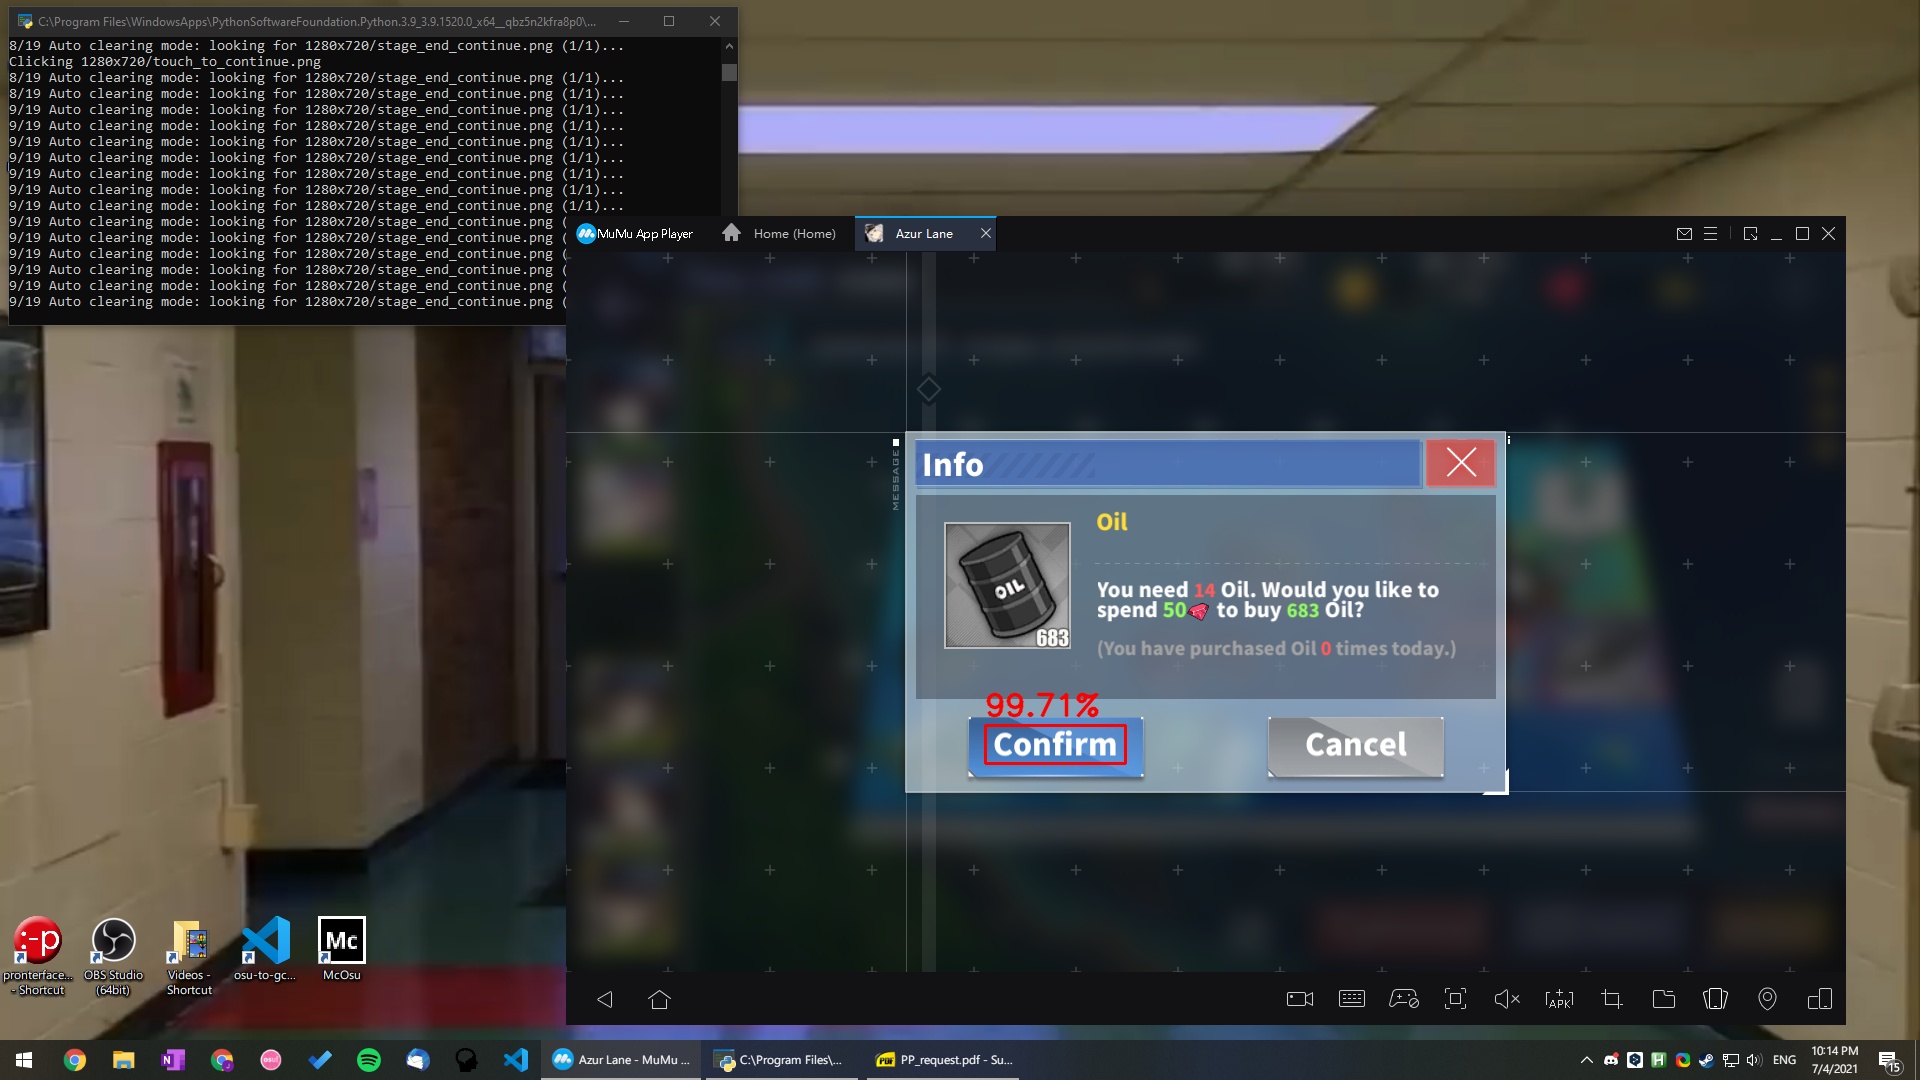 C:\Program Files\WindowsApps\PythonSoftwareFoundation.Python.3.9_3.9.1520.0_x64__qbz5n2kfra8p0\...
8/19 Auto clearing mode: looking for 1280x720/stage_end_continue.png (1/1)...
Clicking 1280x720/touch_to_continue.png
8/19 Auto clearing mode: looking for 1280x720/stage_end_continue.png (1/1)...
8/19 Auto clearing mode: looking for 1280x720/stage_end_continue.png (1/1)...
9/19 Auto clearing mode: looking for 1280x720/stage_end_continue.png (1/1)...
9/19 Auto clearing mode: looking for 1280x720/stage_end_continue.png (1/1)...
9/19 Auto clearing mode: looking for 1280x720/stage_end_continue.png (1/1)...
9/19 Auto clearing mode: looking for 1280x720/stage_end_continue.png (1/1)...
9/19 Auto clearing mode: looking for 1280x720/stage_end_continue.png (1/1)...
9/19 Auto clearing mode: looking for 1280x720/stage_end_continue.png (1/1)...
9/19 Auto clearing mode: looking for 1280x720/stage_end_continue.png (1/1)...
9/19 Auto clearing mode: looking for 1280x720/stage_end_continue.png (
9/19 Auto clearing mode: looking for 1280x720/stage_end_continue.png (
9/19 Auto clearing mode: looking for 1280x720/stage_end_continue.png (
9/19 Auto clearing mode: looking for 1280x720/stage_end_continue.png (
9/19 Auto clearing mode: looking for 1280x720/stage_end_continue.png (
9/19 Auto clearing mode: looking for 1280x720/stage_end_continue.png (
MuMu App Player
Home (Home)
Azur Lane
MESSAGE
Info
OIL
683
Oil
You need 14 Oil. Would you like to
spend 50 to buy 683 Oil?
(You have purchased Oil 0 times today.)
99.71%
Confirm
Cancel
APK
:-p
Mc
pronterface...
- Shortcut
OBS Studio
(64bit)
Videos -
Shortcut
osu-to-gc...
McOsu
osu!
Azur Lane - MuMu ...
C:\Program Files\...
PDF
PP_request.pdf - Su...
ENG
10:14 PM
7/4/2021
15